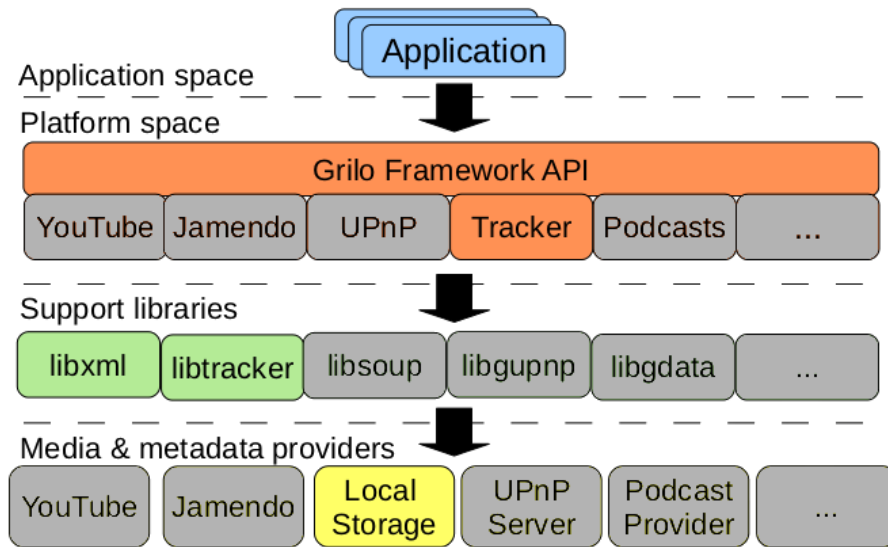 Application
Application space
Platform space
Grilo Framework API
YouTube Jamendo UPnP Tracker Podcasts ...
Support libraries
libxml libtracker libsoup libgupnp libgdata ...
Media & metadata providers
YouTube Jamendo Local Storage UPnP Server Podcast Provider ...